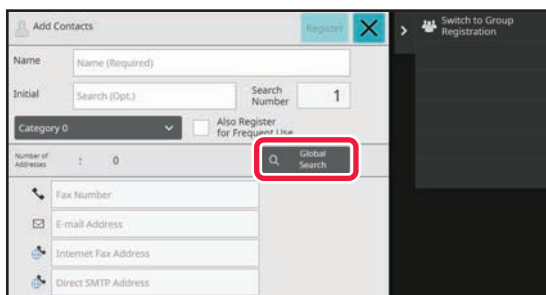 Add Contacts
Register
Switch to Group
Registration
Name
Name (Required)
Initial
Search (Opt.)
Search
Number
1
Category 0
Also Register
for Frequent Use
Number of
Addresses
:
0
Global
Search
Fax Number
E-mail Address
Internet Fax Address
Direct SMTP Address